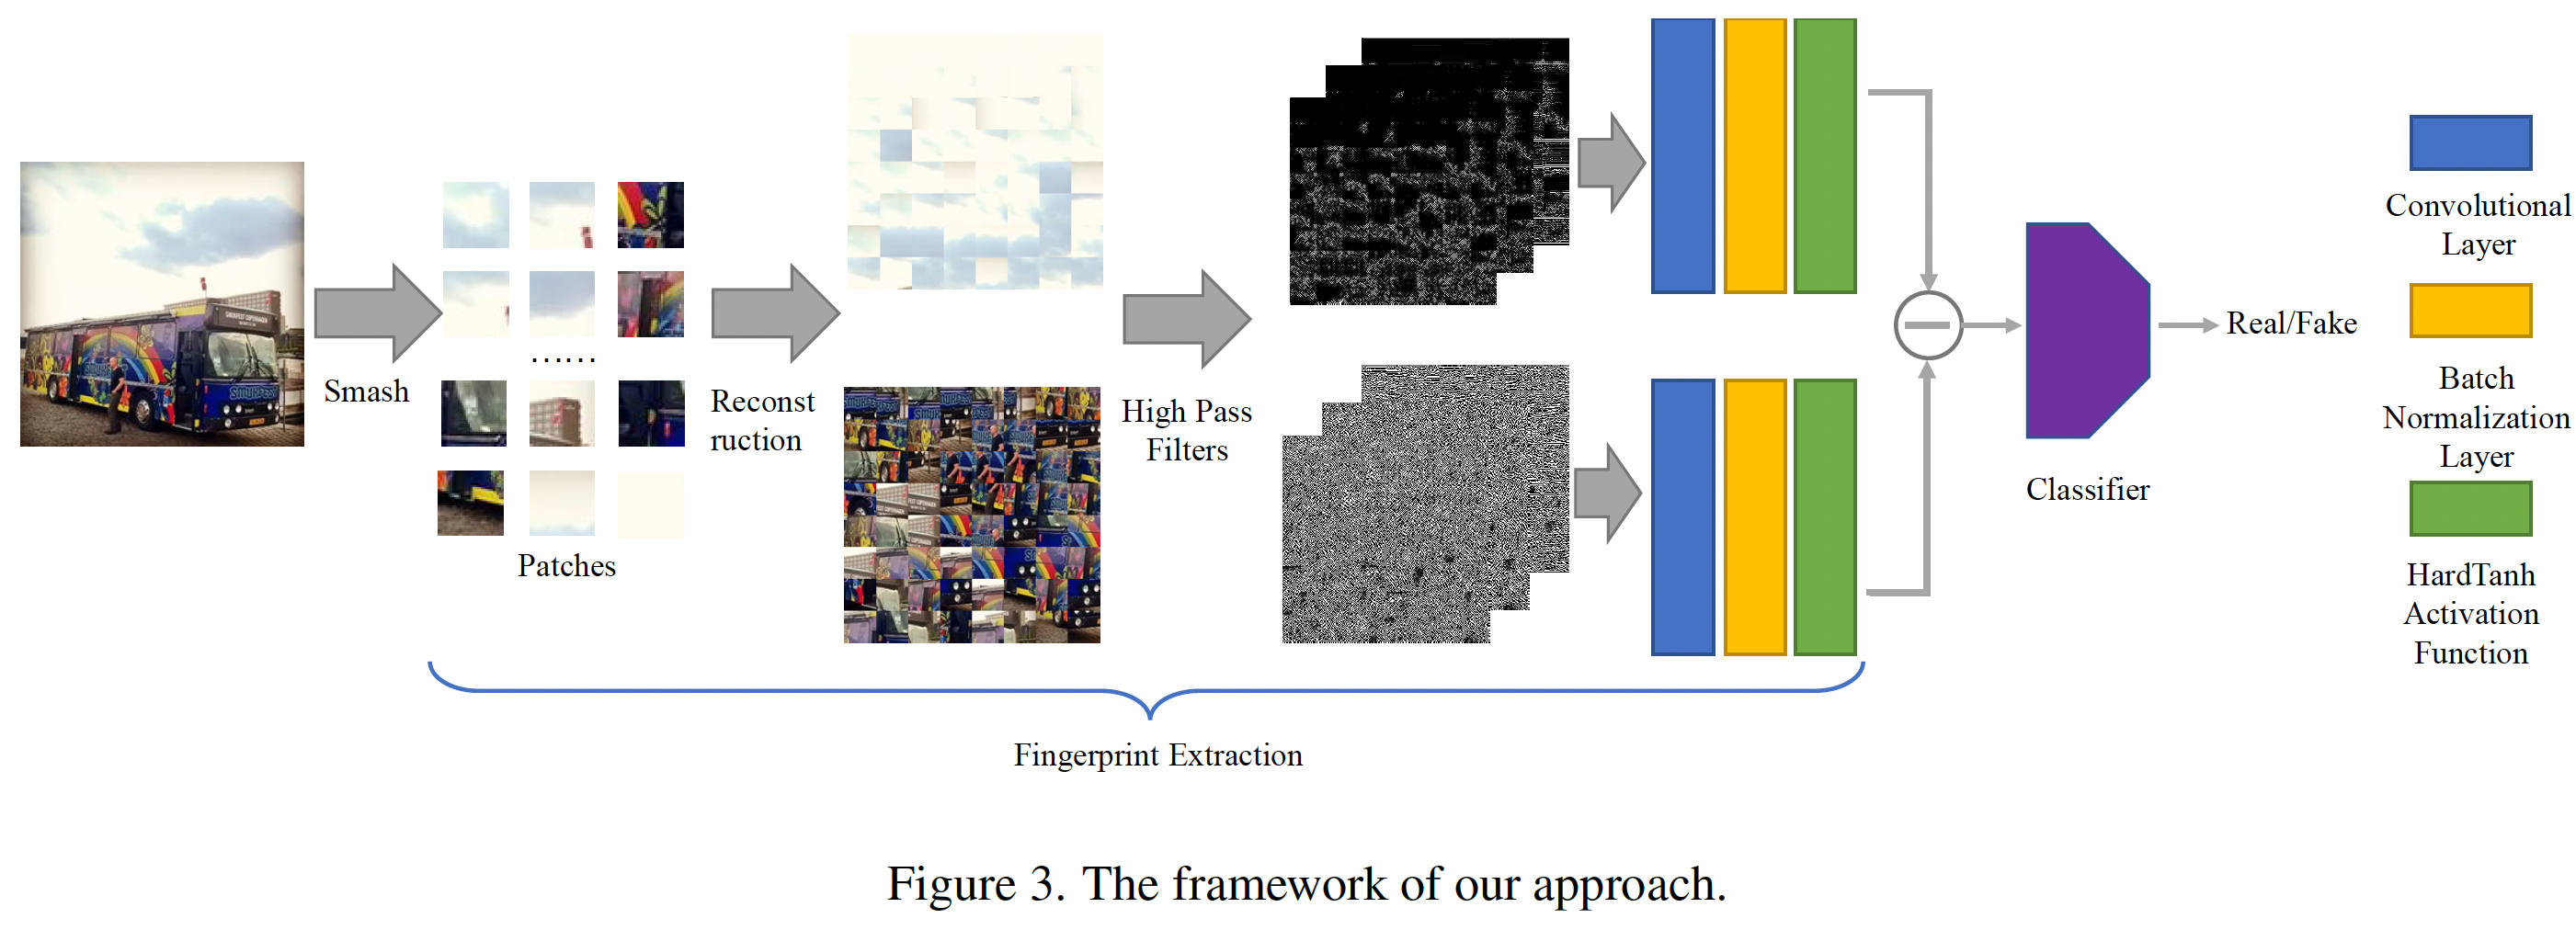 Smash
Patches
Reconst
ruction
High Pass
Filters
Fingerprint Extraction
Classifier
Real/Fake
Convolutional
Layer
Batch
Normalization
Layer
HardTanh
Activation
Function
Figure 3. The framework of our approach.